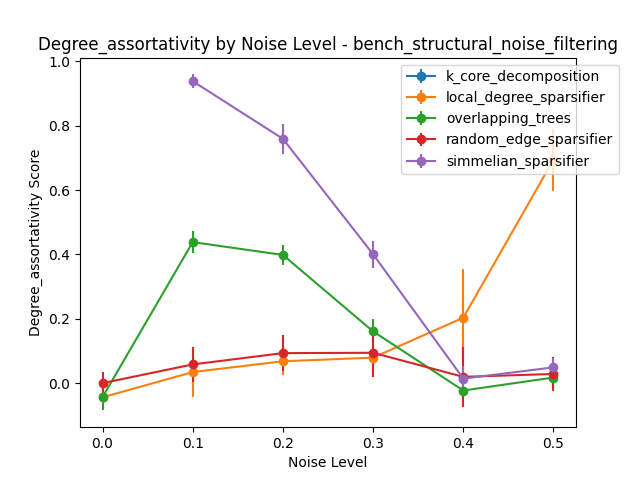 Degree_assortativity by Noise Level - bench_structural_noise_filtering
k_core_decomposition
local_degree_sparsifier
overlapping_trees
random_edge_sparsifier
simmelian_sparsifier
Degree_assortativity Score
1.0
0.8
0.6
0.4
0.2
0.0
0.0 0.1 0.2 0.3 0.4 0.5
Noise Level